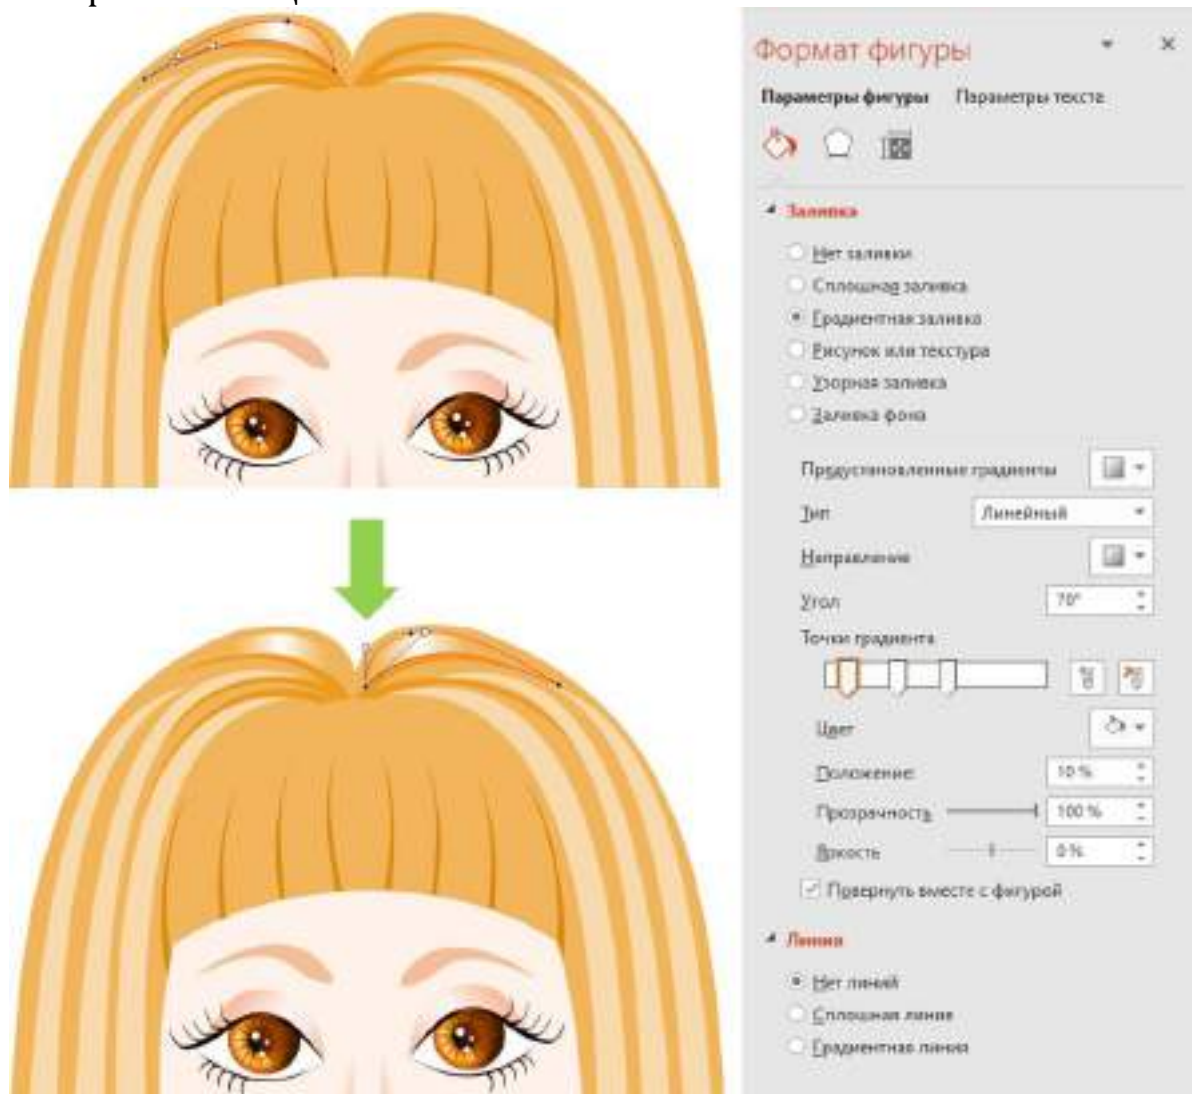 Формат фигуры
Параметры фигуры Параметры текста
Заливка
Нет заливки
Сплошная заливка
Градиентная заливка
Рисунок или текстура
Узорная заливка
Заливка фона
Предустановленные градиенты
Тип Линейный
Направление
Угол 70°
Точки градиента
Цвет
Положение 10 %
Прозрачность 100 %
Яркость 0 %
Повернуть вместе с фигурой
Линия
Нет линий
Сплошная линия
Градиентная линия